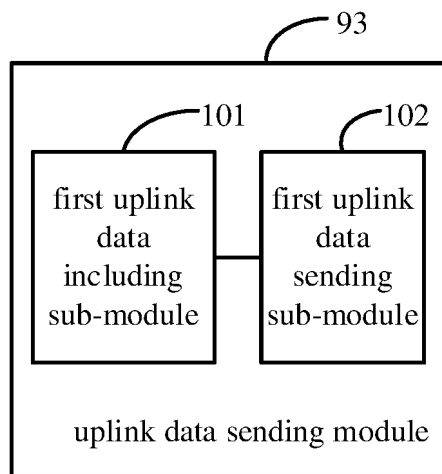 93
101
102
first uplink
data
including
sub-module
first uplink
data
sending
sub-module
uplink data sending module